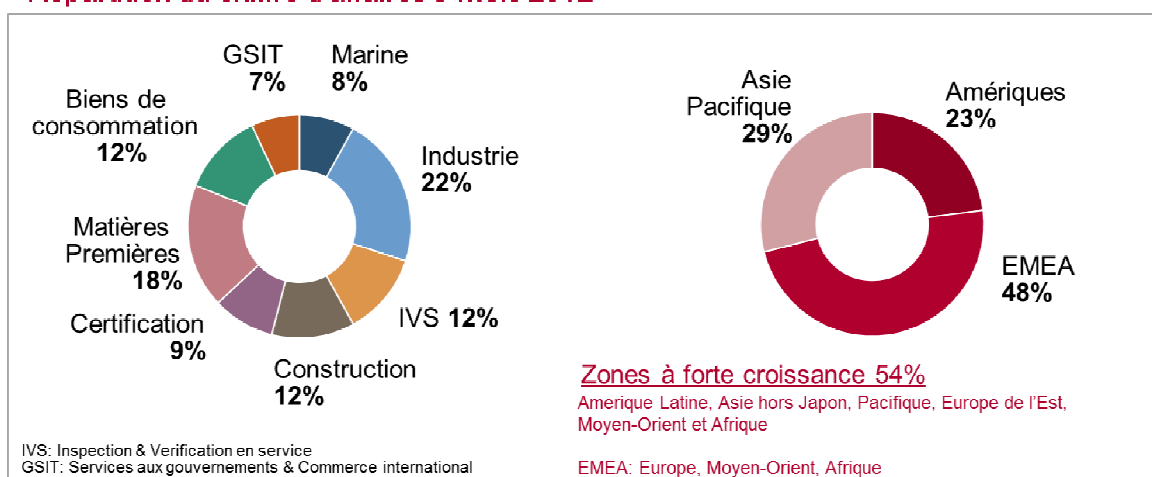 GSIT
7%
Marine
8%
Biens de
consommation
12%
Industrie
22%
Matières
Premières
18%
IVS 12%
Certification
9%
Construction
12%
IVS: Inspection & Verification en service
GSIT: Services aux gouvernements & Commerce international
Asie
Pacifique
29%
Amériques
23%
EMEA
48%
Zones à forte croissance 54%
Amerique Latine, Asie hors Japon, Pacifique, Europe de l'Est,
Moyen-Orient et Afrique
EMEA: Europe, Moyen-Orient, Afrique